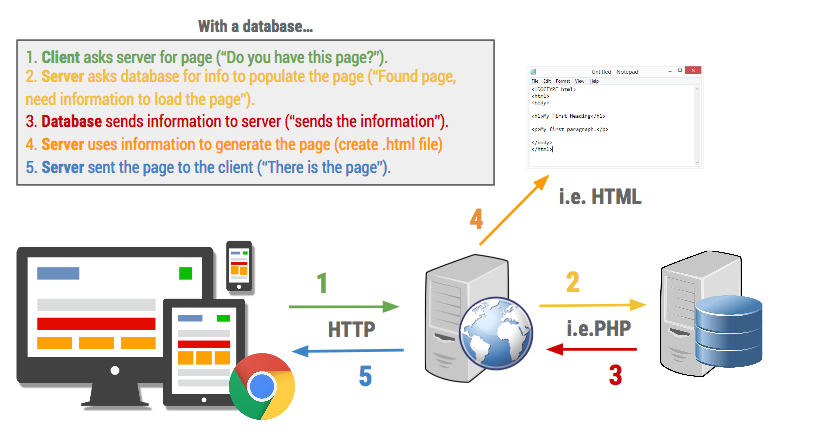 With a database...
1. Client asks server for page (“Do you have this page?”).
2. Server asks database for info to populate the page (“Found page,
need information to load the page”).
3. Database sends information to server (“sends the information”).
4. Server uses information to generate the page (create .html file)
5. Server sent the page to the client (“There is the page”).
Untitled - Notepad
File Edit Format View Help
<!DOCTYPE html>
<html>
<body>
<h1>My First Heading</h1>
<p>My first paragraph.</p>
</body>
</html>
i.e. HTML
4
1
2
HTTP
i.e.PHP
5
3